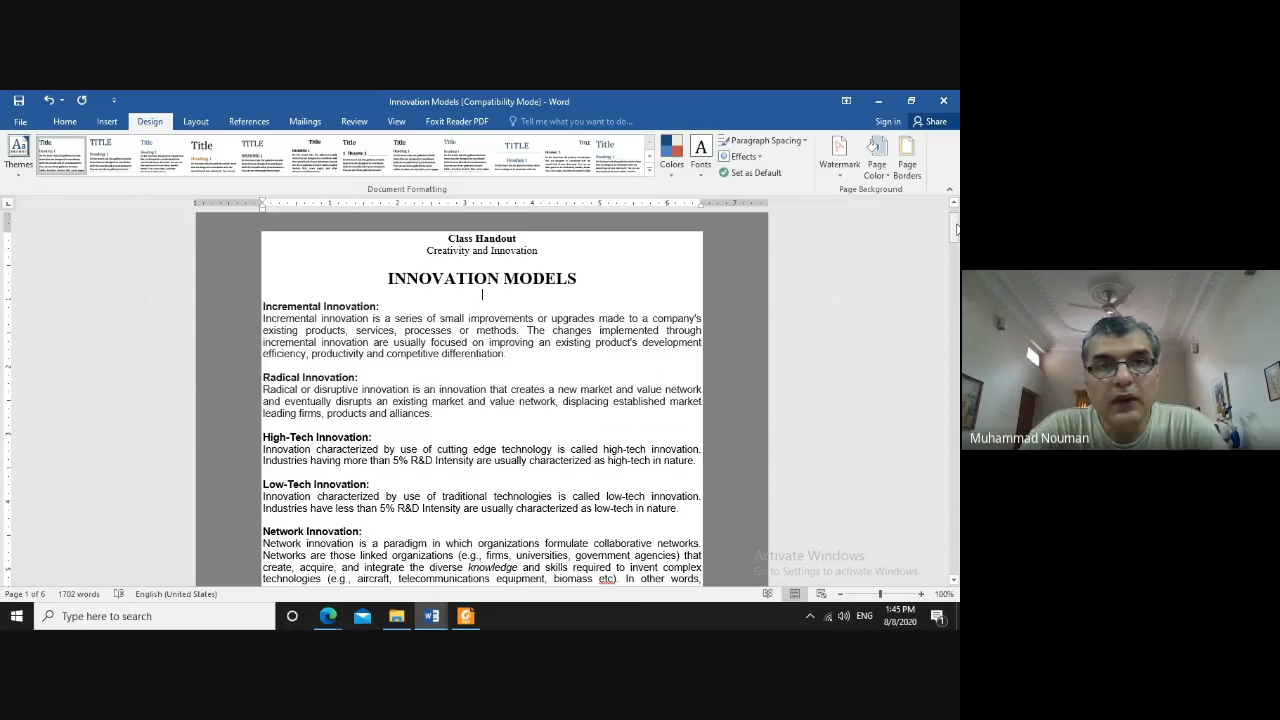 Innovation Models [Compatibility Mode] - Word
File Home Insert Design Layout References Mailings Review View Foxit Reader PDF Tell me what you want to do... Sign in Share
Themes
Title
TITLE
Title
Title
TITLE
Title
Title
Title
Title
TITLE
Title
Colors
Fonts
Paragraph Spacing
Effects
Set as Default
Watermark
Page Color
Page Borders
Document Formatting
Page Background
Class Handout
Creativity and Innovation
INNOVATION MODELS
Incremental Innovation:
Incremental innovation is a series of small improvements or upgrades made to a company's
existing products, services, processes or methods. The changes implemented through
incremental innovation are usually focused on improving an existing product's development
efficiency, productivity and competitive differentiation.
Radical Innovation:
Radical or disruptive innovation is an innovation that creates a new market and value network
and eventually disrupts an existing market and value network, displacing established market
leading firms, products and alliances.
High-Tech Innovation:
Innovation characterized by use of cutting edge technology is called high-tech innovation.
Industries having more than 5% R&D Intensity are usually characterized as high-tech in nature.
Low-Tech Innovation:
Innovation characterized by use of traditional technologies is called low-tech innovation.
Industries have less than 5% R&D Intensity are usually characterized as low-tech in nature.
Network Innovation:
Network innovation is a paradigm in which organizations formulate collaborative networks.
Networks are those linked organizations (e.g., firms, universities, government agencies) that
create, acquire, and integrate the diverse knowledge and skills required to invent complex
technologies (e.g., aircraft, telecommunications equipment, biomass etc). In other words,
Activate Windows
Go to Settings to activate Windows.
Muhammad Nouman
Page 1 of 6 1702 words English (United States) 100%
Type here to search
ENG
1:45 PM
8/8/2020